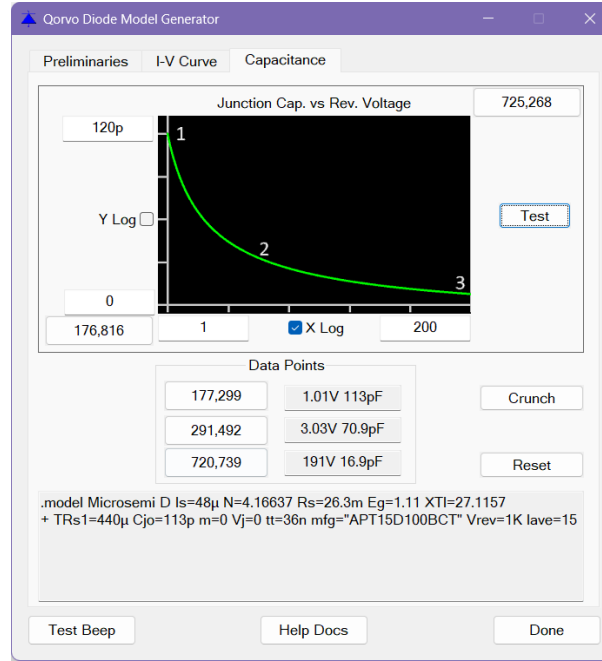 Qorvo Diode Model Generator
Preliminaries I-V Curve Capacitance
Junction Cap. vs Rev. Voltage 725,268
120p
1
Y Log Test
2
3
0
176,816 1 X Log 200
Data Points
177,299 1.01V 113pF Crunch
291,492 3.03V 70.9pF
720,739 191V 16.9pF Reset
.model Microsemi D Is=48µ N=4.16637 Rs=26.3m Eg=1.11 XTI=27.1157
+ TRs1=440µ Cjo=113p m=0 Vj=0 tt=36n mfg="APT15D100BCT" Vrev=1K Iave=15
Test Beep Help Docs Done